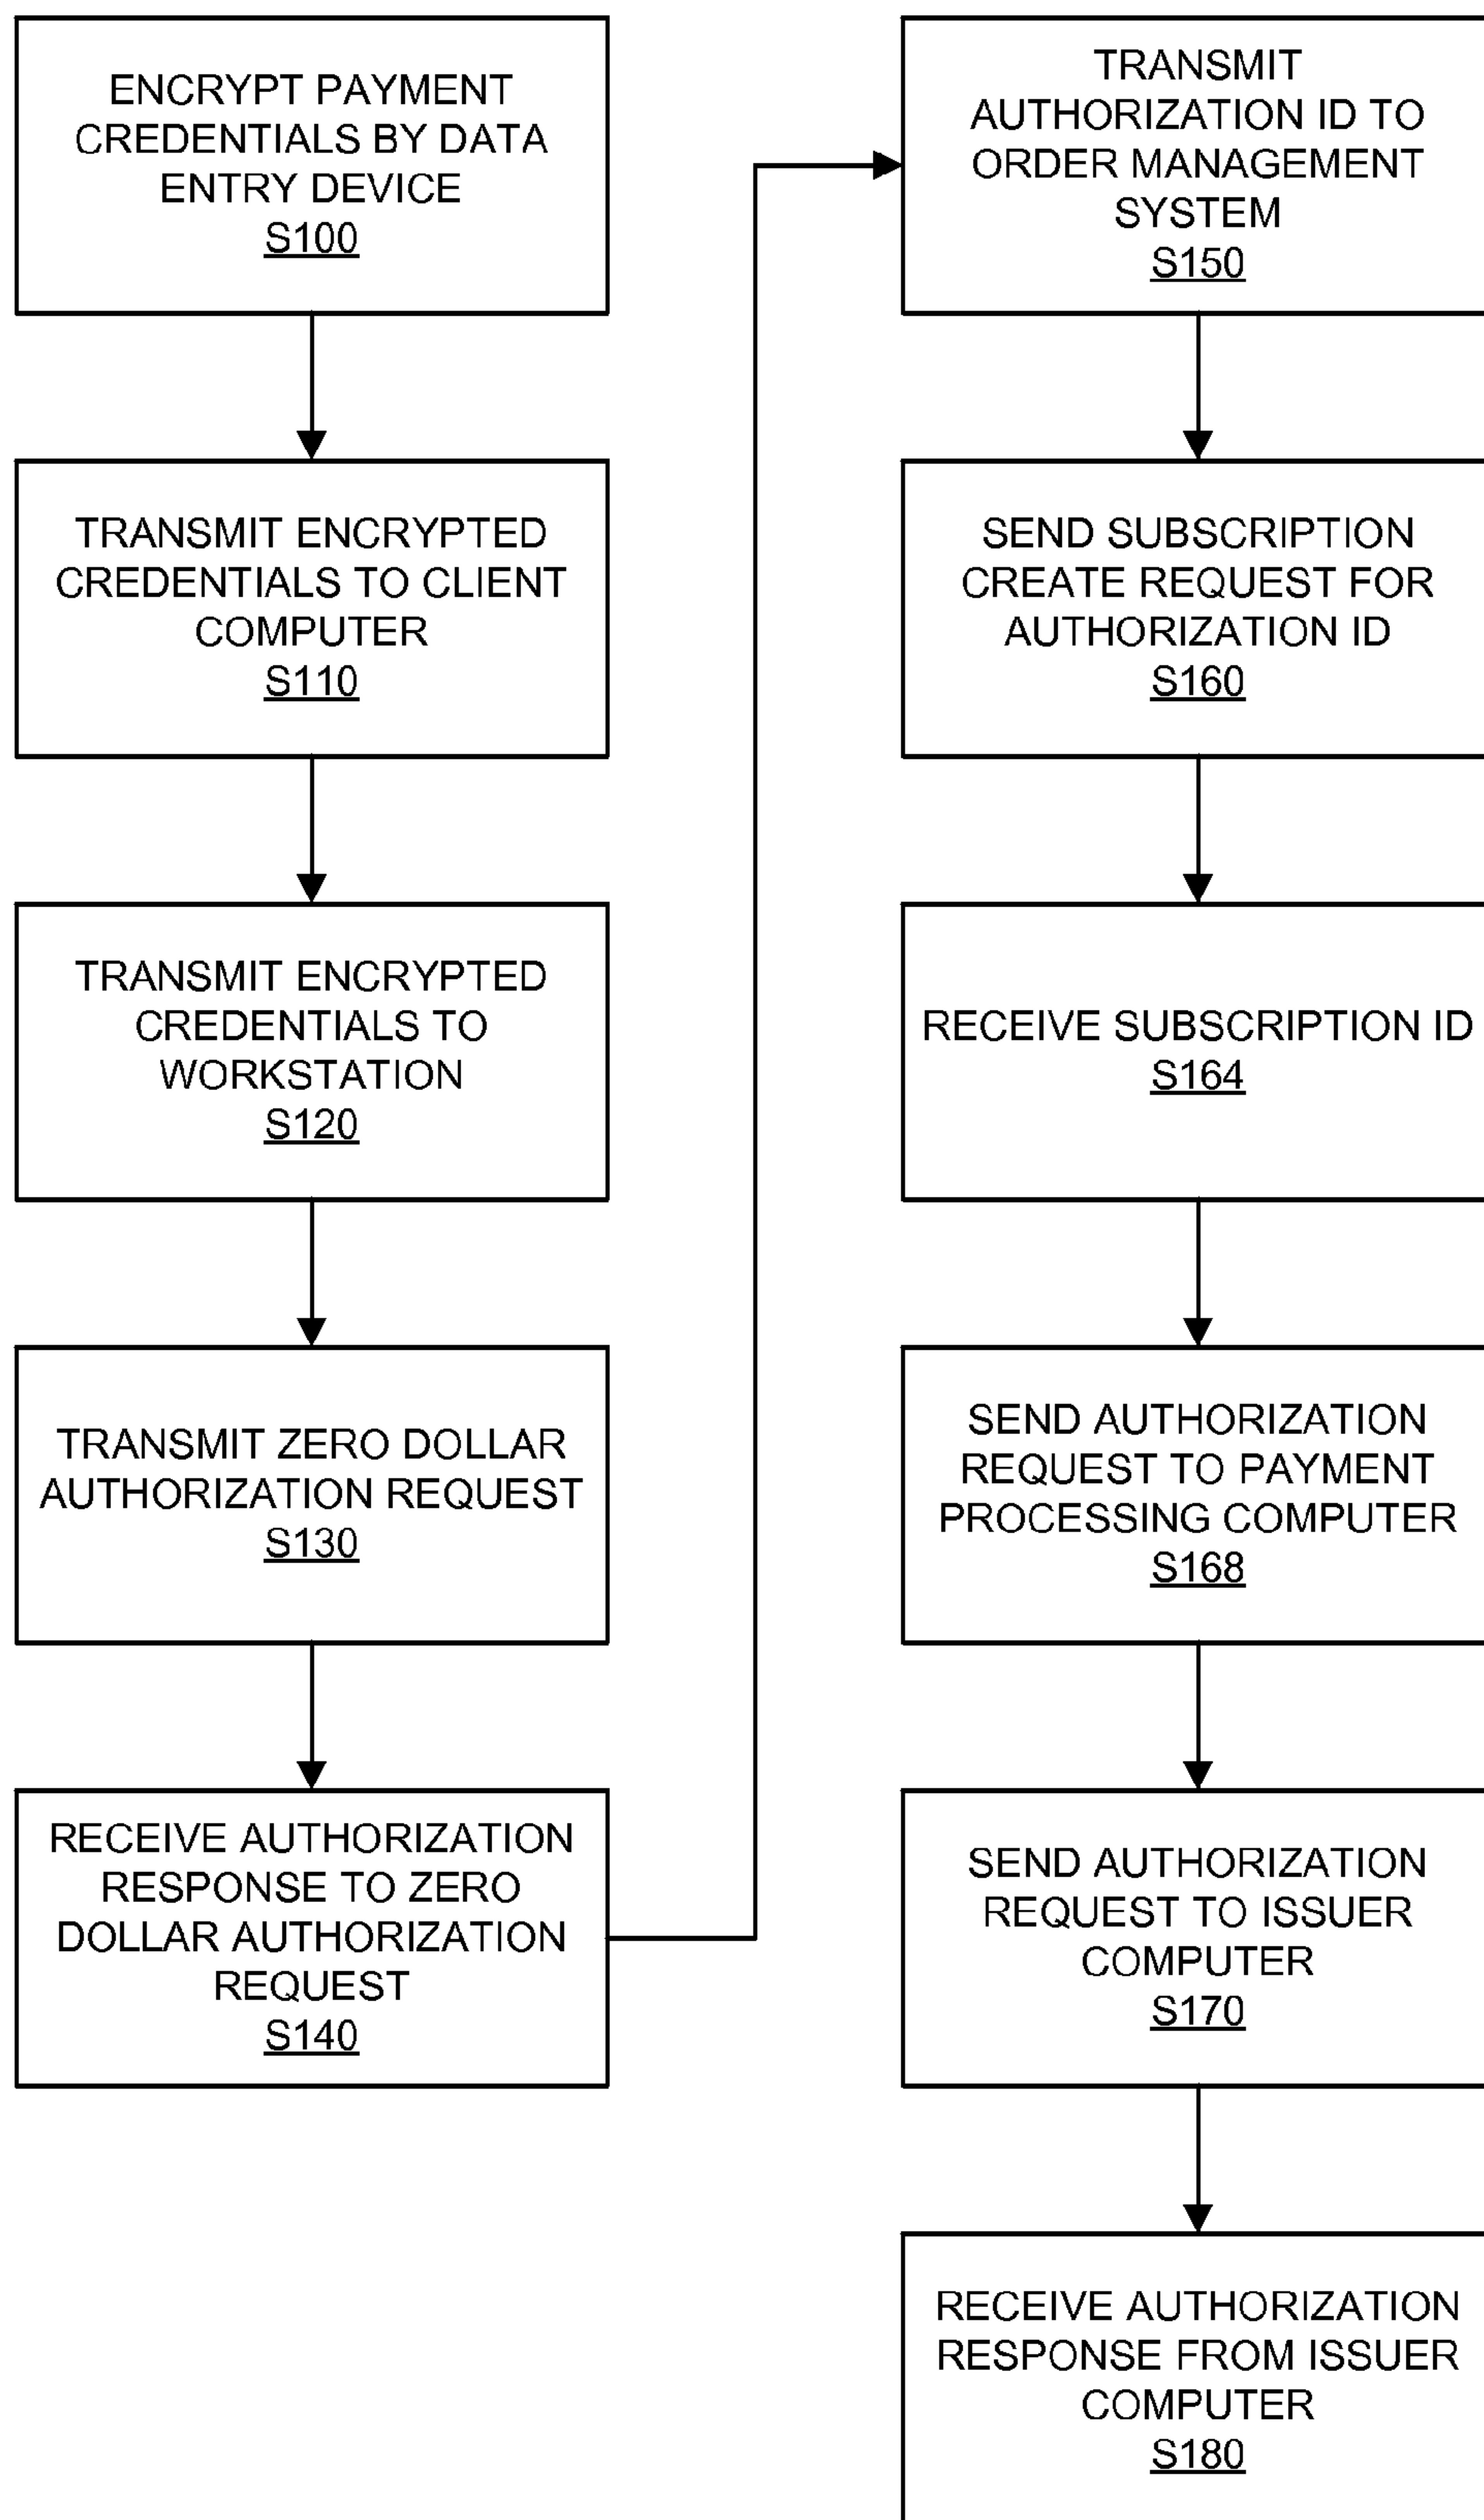 ENCRYPT PAYMENT
CREDENTIALS BY DATA
ENTRY DEVICE
S100
TRANSMIT ENCRYPTED
CREDENTIALS TO CLIENT
COMPUTER
S110
TRANSMIT ENCRYPTED
CREDENTIALS TO
WORKSTATION
S120
TRANSMIT ZERO DOLLAR
AUTHORIZATION REQUEST
S130
RECEIVE AUTHORIZATION
RESPONSE TO ZERO
DOLLAR AUTHORIZATION
REQUEST
S140
TRANSMIT
AUTHORIZATION ID TO
ORDER MANAGEMENT
SYSTEM
S150
SEND SUBSCRIPTION
CREATE REQUEST FOR
AUTHORIZATION ID
S160
RECEIVE SUBSCRIPTION ID
S164
SEND AUTHORIZATION
REQUEST TO PAYMENT
PROCESSING COMPUTER
S168
SEND AUTHORIZATION
REQUEST TO ISSUER
COMPUTER
S170
RECEIVE AUTHORIZATION
RESPONSE FROM ISSUER
COMPUTER
S180